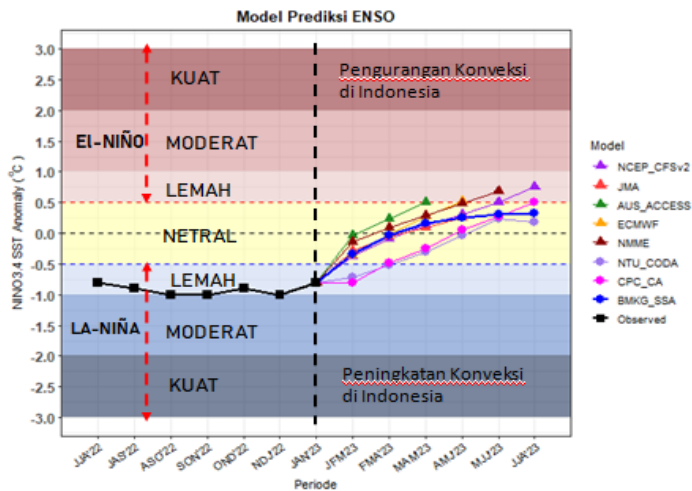 Model Prediksi ENSO
3.0
2.5
2.0
1.5
1.0
0.5
0.0
-0.5
-1.0
-1.5
-2.0
-2.5
-3.0
NINO3.4 SST Anomaly (°C)
KUAT
Pengurangan Konveksi
di Indonesia
El-NIÑO
MODERAT
LEMAH
NETRAL
LEMAH
LA-NIÑA
MODERAT
KUAT
Peningkatan Konveksi
di Indonesia
JJA'22
JAS'22
ASO'22
SON'22
OND'22
NDJ'22
JAN'23
JFM'23
FMA'23
MAM'23
AMJ'23
MJJ'23
JJA'23
Periode
Model
NCEP_CFSv2
JMA
AUS_ACCESS
ECMWF
NMME
NTU_CODA
CPC_CA
BMKG_SSA
Observed